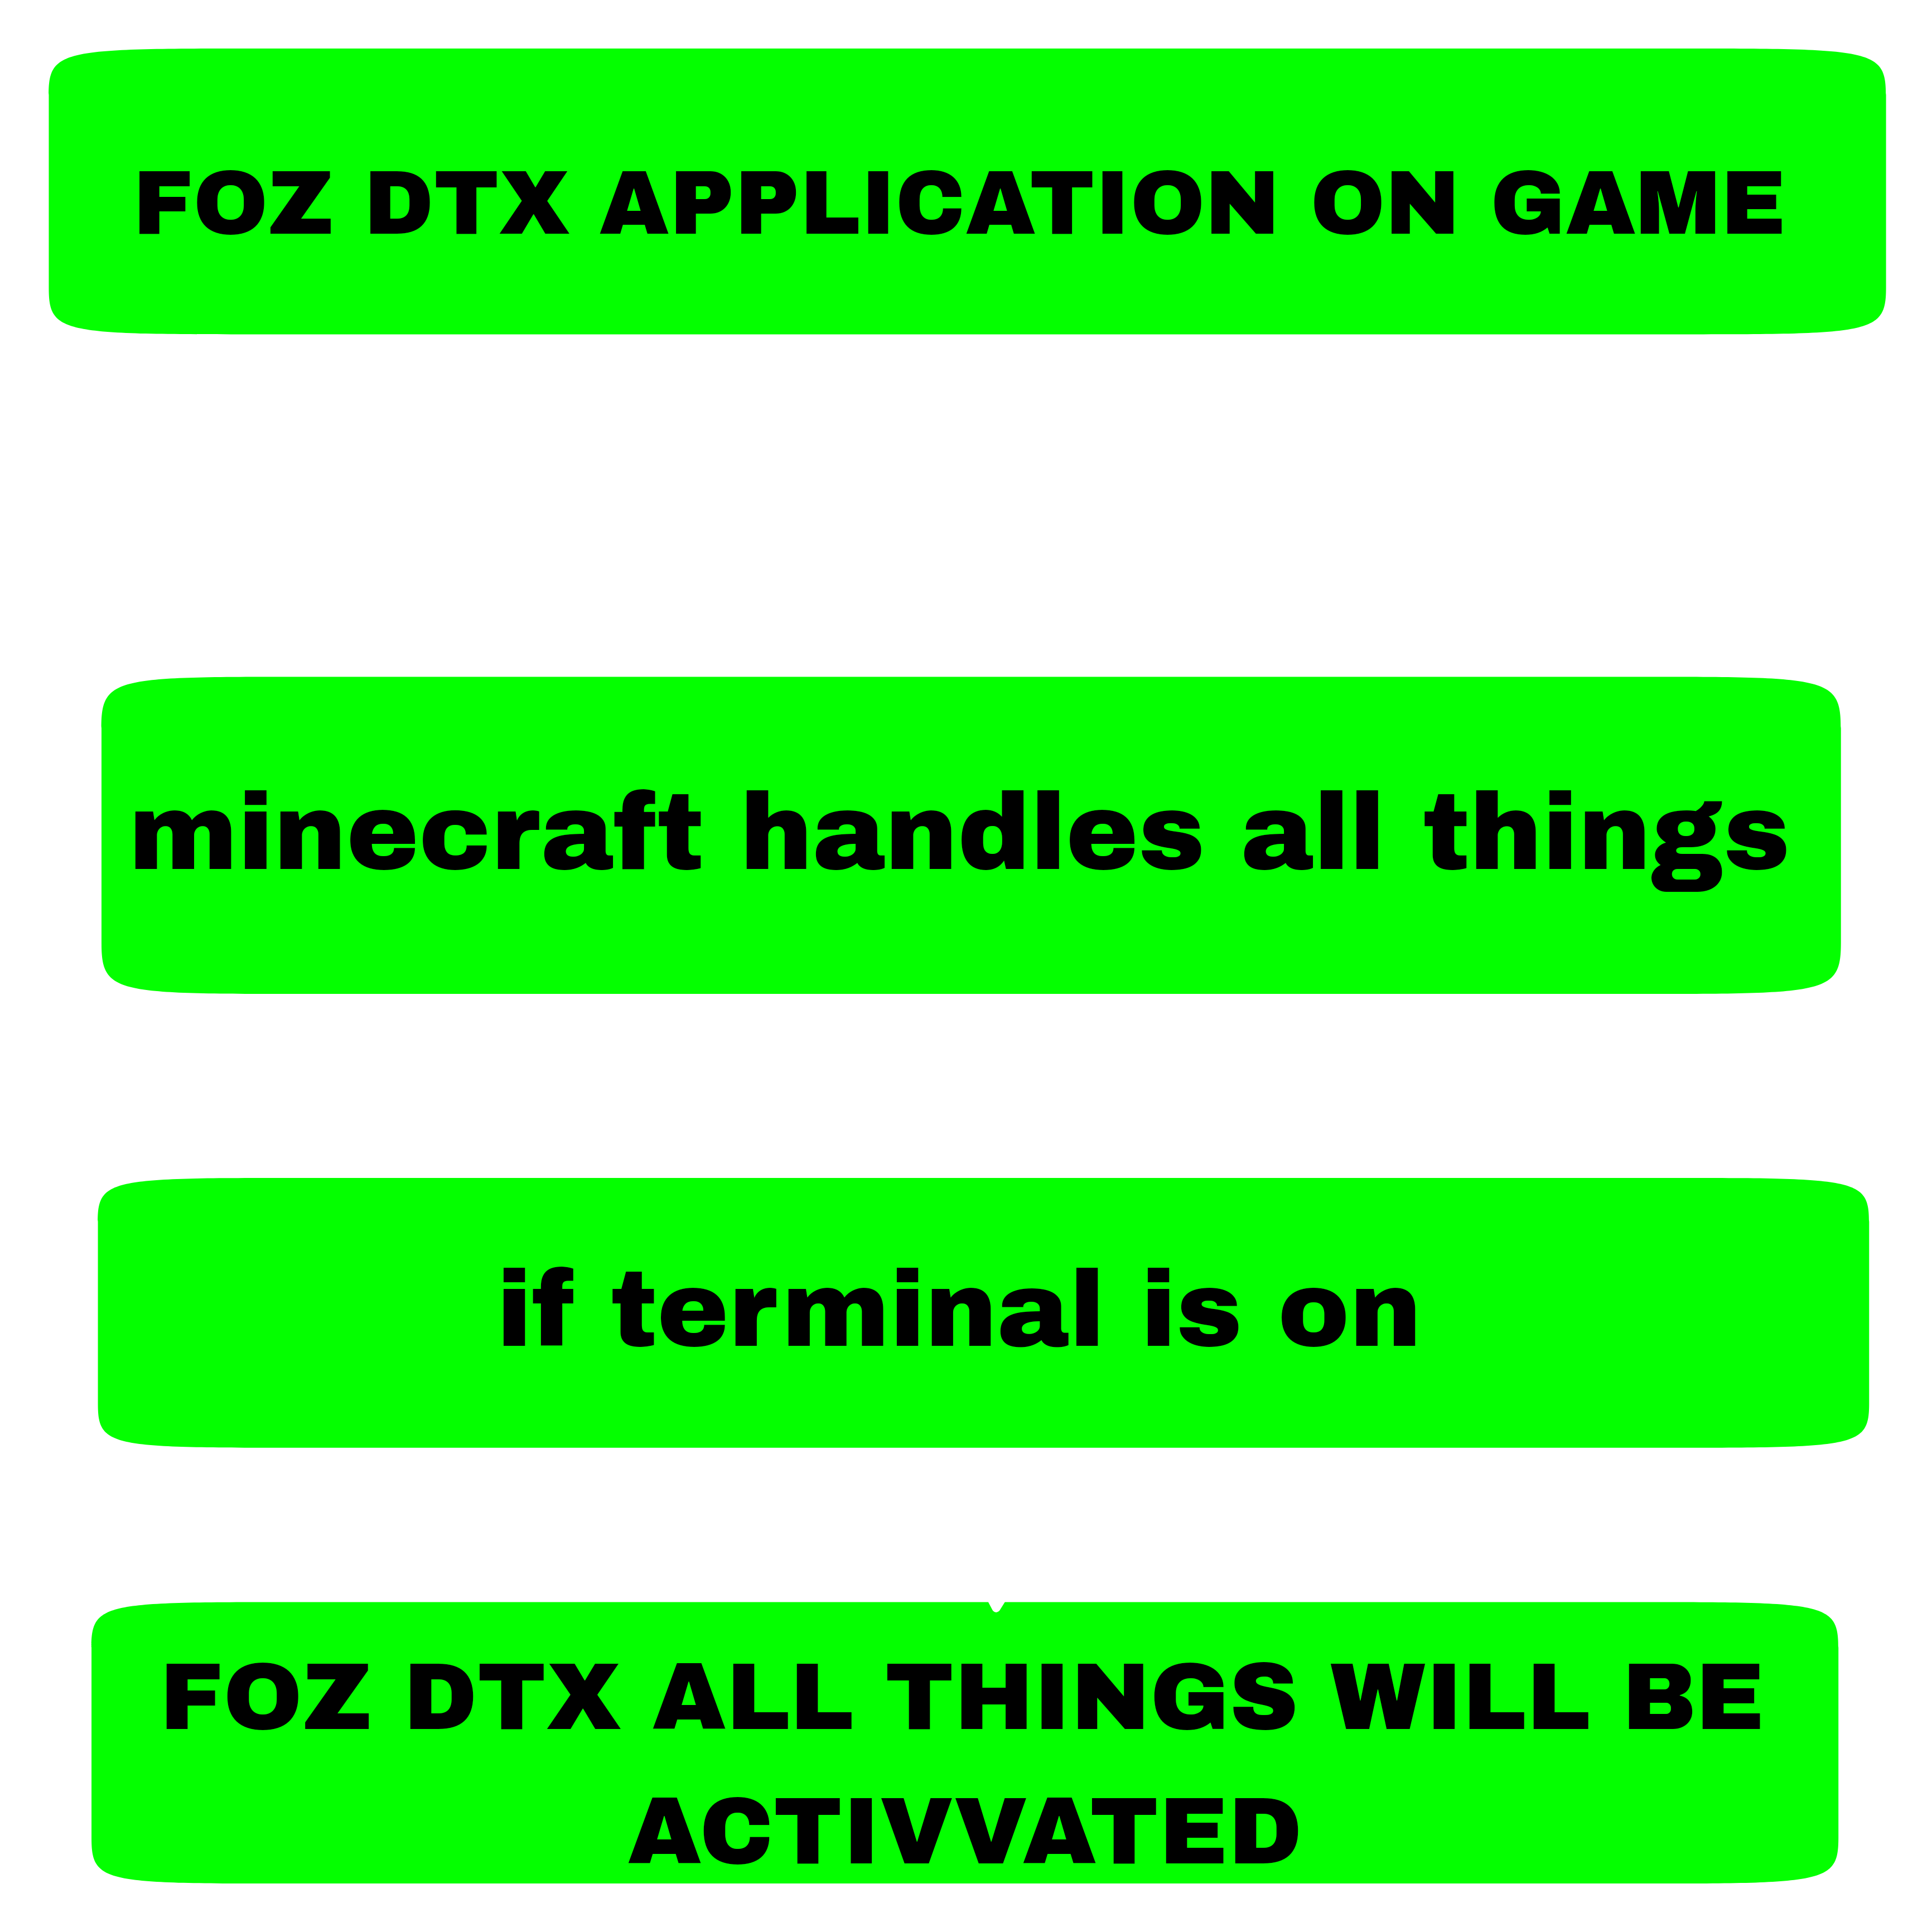 FOZ DTX APPLICATION ON GAME
minecraft handles all things
if terminal is on
FOZ DTX ALL THINGS WILL BE
ACTIVVATED